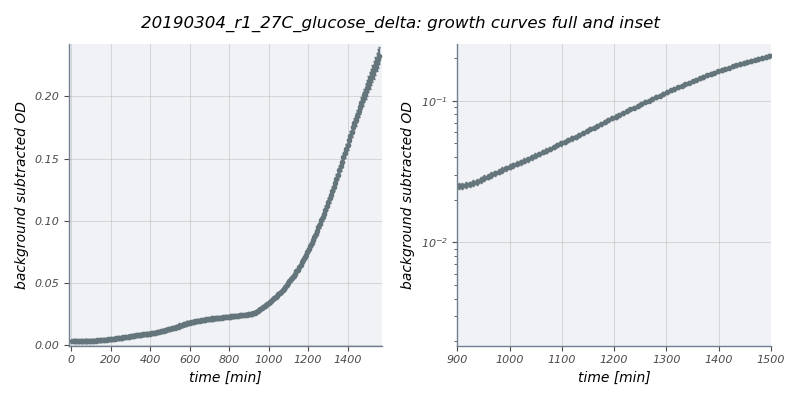 20190304_r1_27C_glucose_delta: growth curves full and inset
background subtracted OD
0.20
0.15
0.10
0.05
0.00
0 200 400 600 800 1000 1200 1400
time [min]
background subtracted OD
10⁻¹
10⁻²
900 1000 1100 1200 1300 1400 1500
time [min]